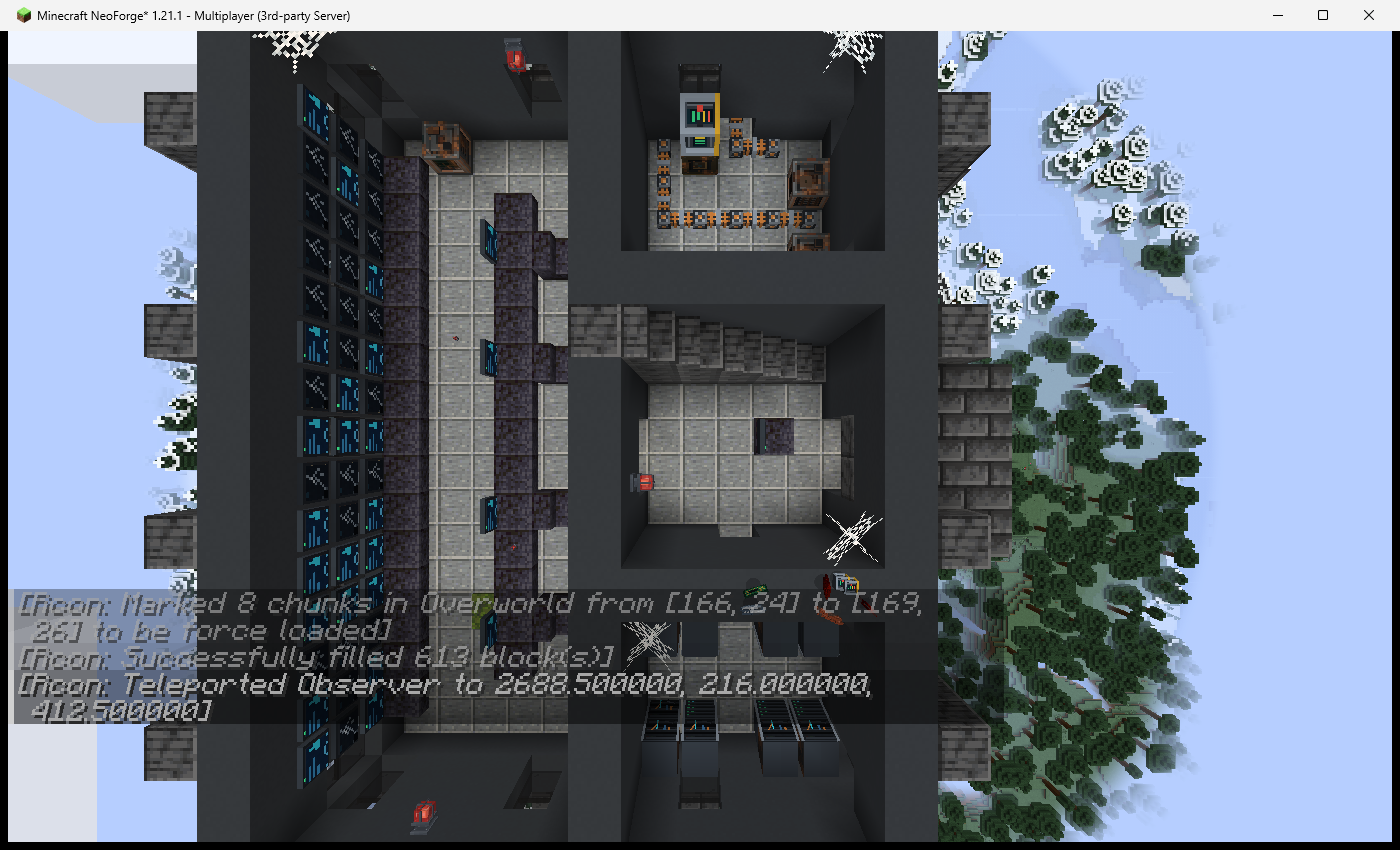 Minecraft NeoForge* 1.21.1 - Multiplayer (3rd-party Server)
[Rcon: Marked 8 chunks in Overworld from [166, 24] to [169,
26] to be force loaded]
[Rcon: Successfully filled 613 block(s)]
[Rcon: Teleported Observer to 2688.500000, 216.000000,
412.500000]